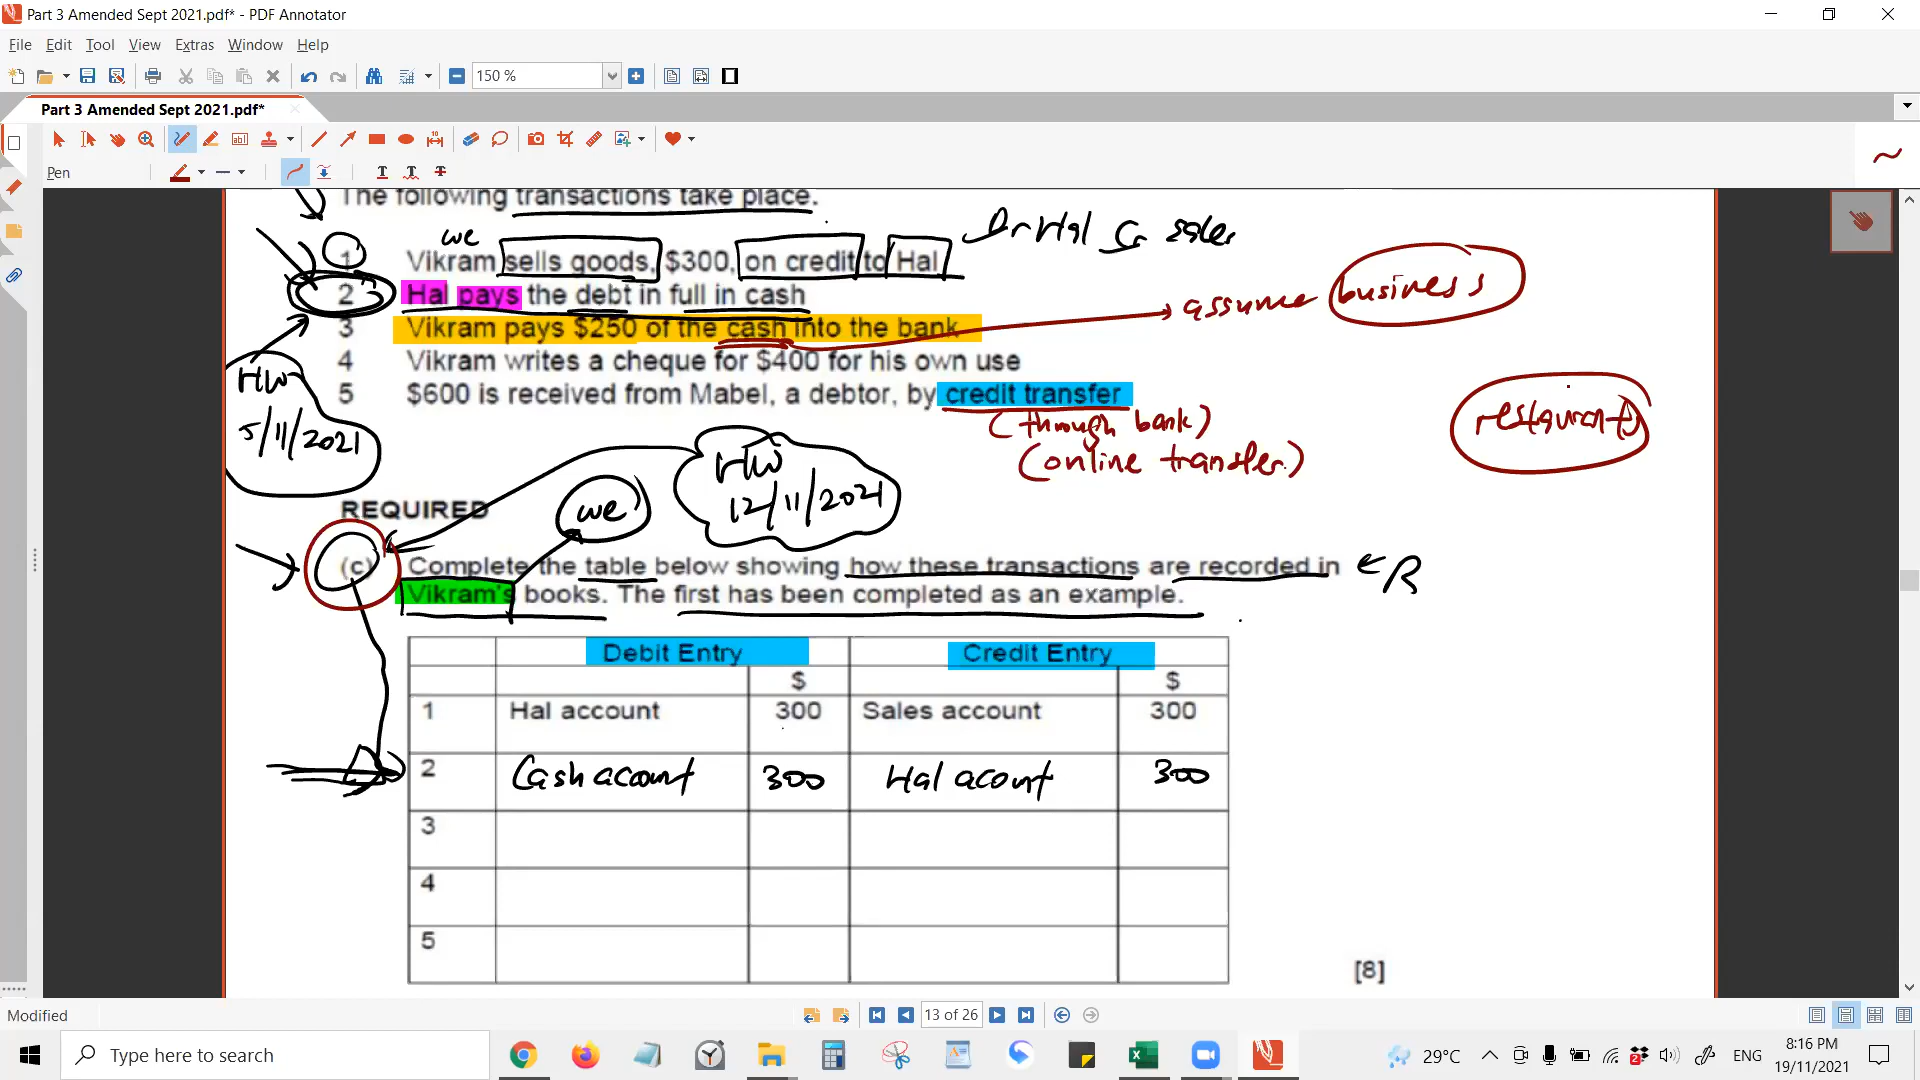 Part 3 Amended Sept 2021.pdf* - PDF Annotator
File Edit Tool View Extras Window Help
150 %
Part 3 Amended Sept 2021.pdf*
Pen
The following transactions take place.
we
Dr Hal Cr sales
1 Vikram sells goods, $300, on credit to Hal
2 Hal pays the debt in full in cash
assume business
3 Vikram pays $250 of the cash into the bank
4 Vikram writes a cheque for $400 for his own use
5 $600 is received from Mabel, a debtor, by credit transfer
HW
5/11/2021
(through bank)
(online transfer)
restaurants
HW
12/11/2021
we
REQUIRED
(c) Complete the table below showing how these transactions are recorded in
Vikram's books. The first has been completed as an example.
Debit Entry Credit Entry
$ $
1 Hal account 300 Sales account 300
2 Cash acount 300 Hal acount 300
3
4
5
[8]
Modified
13 of 26
Type here to search
29°C
ENG
8:16 PM
19/11/2021